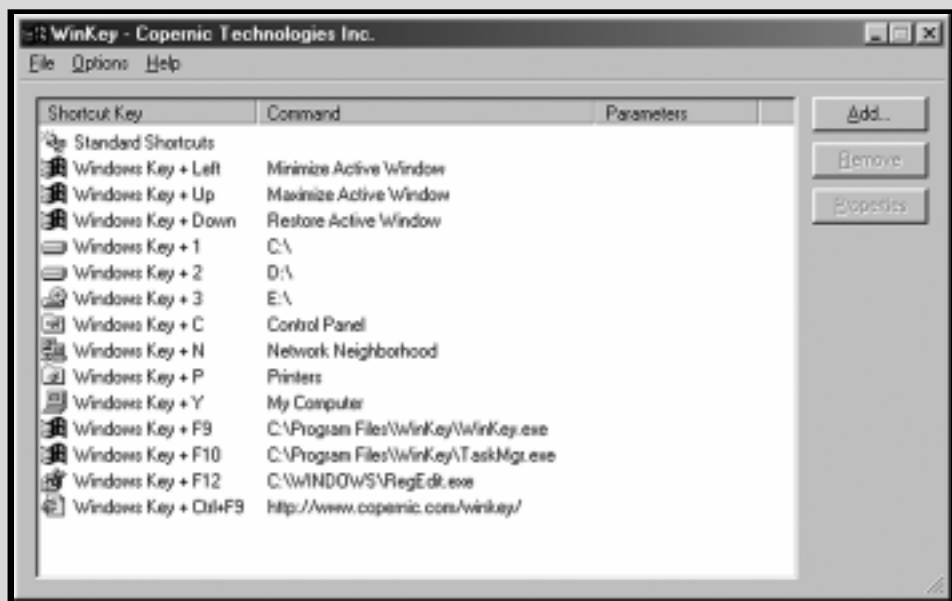 WinKey - Copernic Technologies Inc.
File Options Help
Shortcut Key Command Parameters
Standard Shortcuts
Windows Key + Left Minimize Active Window
Windows Key + Up Maximize Active Window
Windows Key + Down Restore Active Window
Windows Key + 1 C:\
Windows Key + 2 D:\
Windows Key + 3 E:\
Windows Key + C Control Panel
Windows Key + N Network Neighborhood
Windows Key + P Printers
Windows Key + Y My Computer
Windows Key + F9 C:\Program Files\WinKey\WinKey.exe
Windows Key + F10 C:\Program Files\WinKey\TaskMgr.exe
Windows Key + F12 C:\WINDOWS\RegEdit.exe
Windows Key + Ctrl+F9 http://www.copernic.com/winkey/
Add...
Remove
Properties